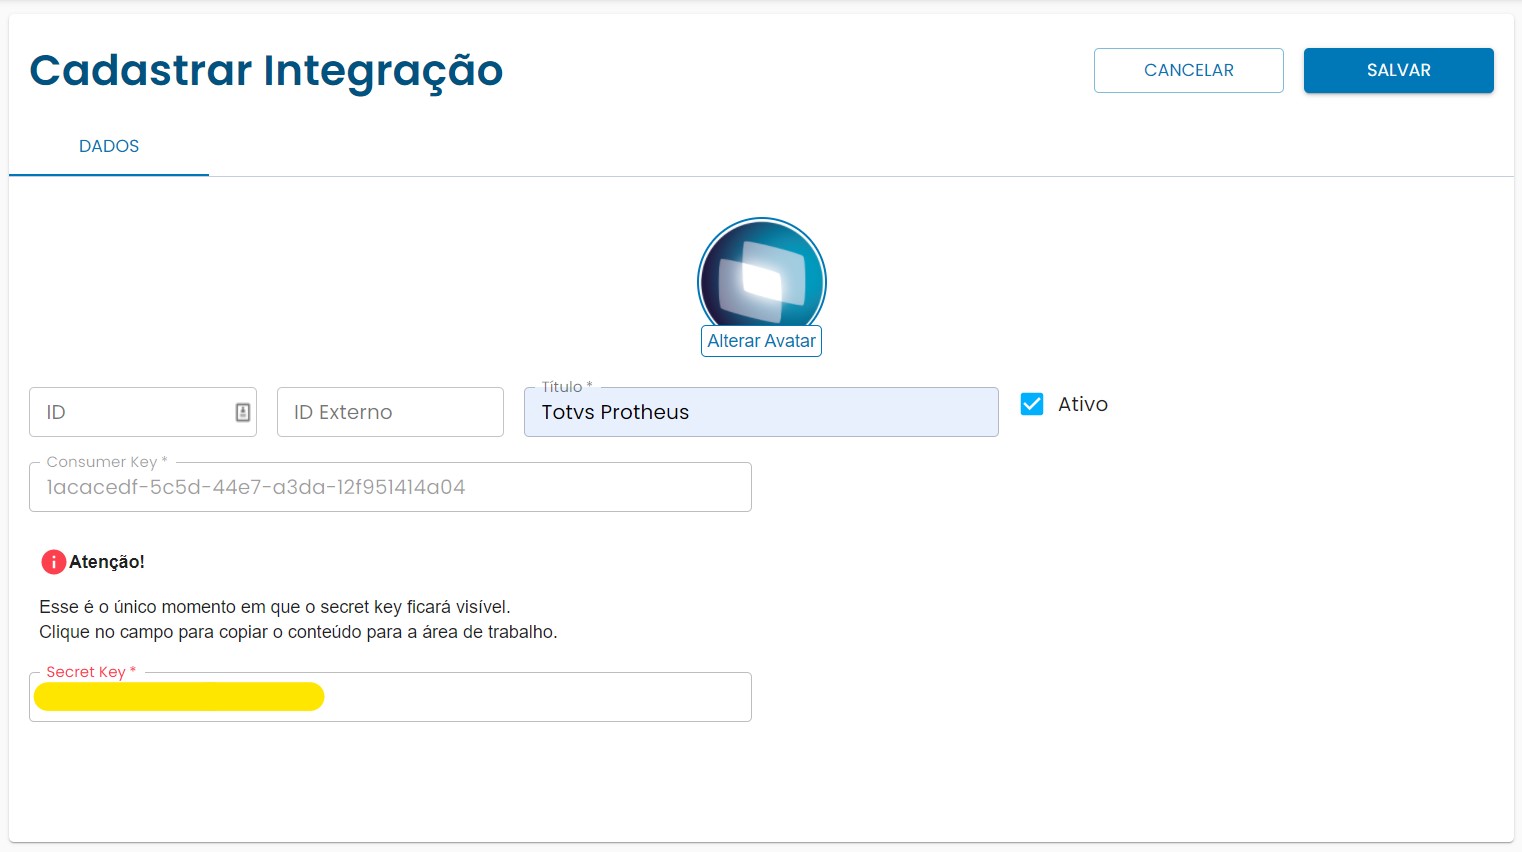 Cadastrar Integração
CANCELAR
SALVAR
DADOS
Alterar Avatar
ID
ID Externo
Título *
Totvs Protheus
Ativo
Consumer Key *
1acacedf-5c5d-44e7-a3da-12f951414a04
Atenção!
Esse é o único momento em que o secret key ficará visível.
Clique no campo para copiar o conteúdo para a área de trabalho.
Secret Key *